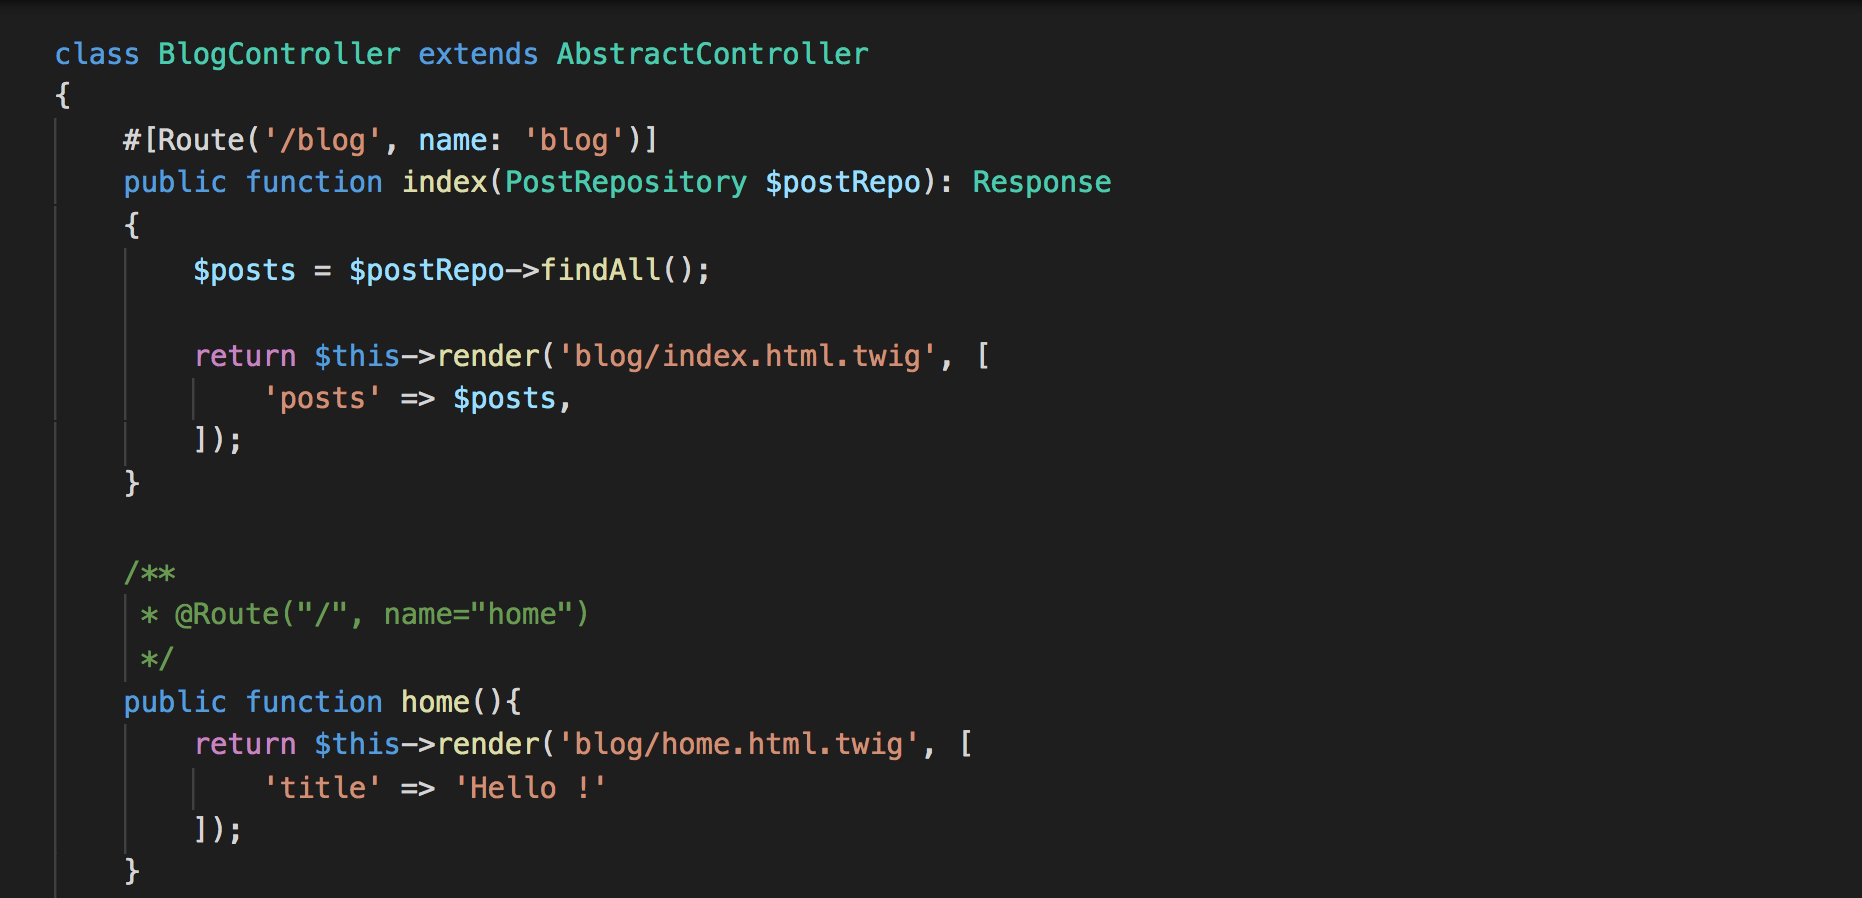 class BlogController extends AbstractController
{
    #[Route('/blog', name: 'blog')]
    public function index(PostRepository $postRepo): Response
    {
        $posts = $postRepo->findAll();

        return $this->render('blog/index.html.twig', [
            'posts' => $posts,
        ]);
    }

    /**
     * @Route("/", name="home")
     */
    public function home(){
        return $this->render('blog/home.html.twig', [
            'title' => 'Hello !'
        ]);
    }